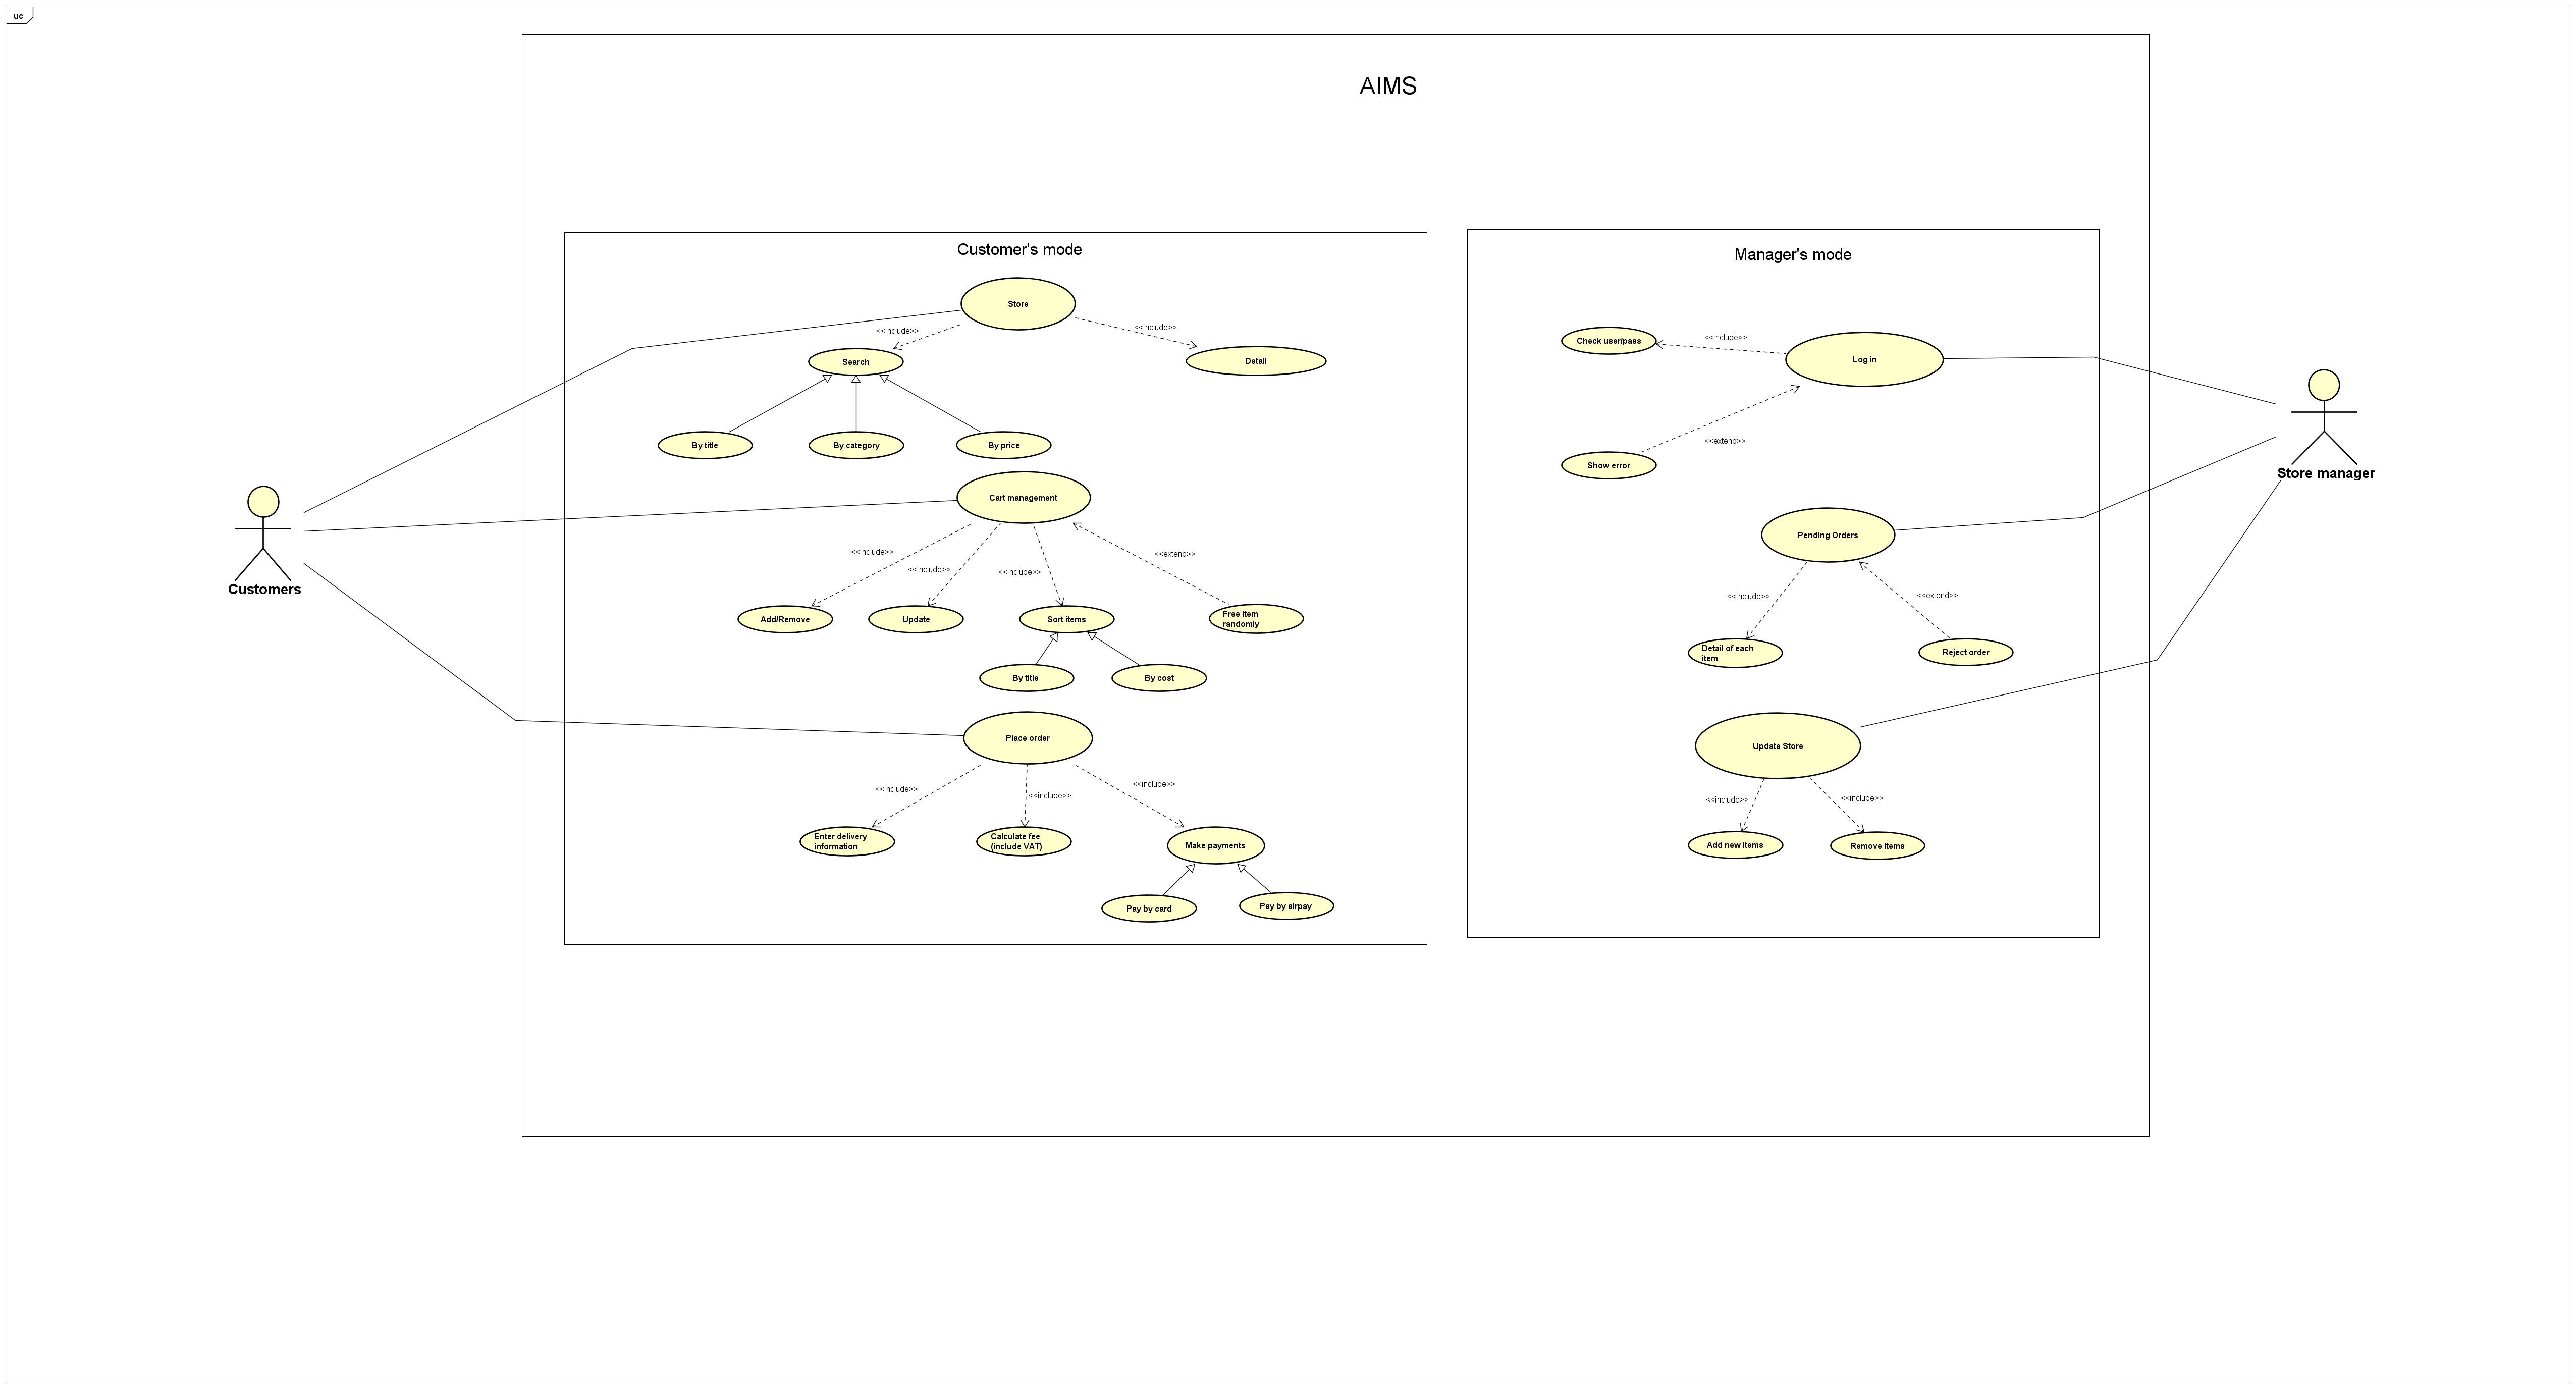 uc
AIMS
Customer's mode
Store
<<include>>
<<include>>
Search
Detail
By title
By category
By price
Cart management
<<include>>
<<include>>
<<include>>
<<extend>>
Add/Remove
Update
Sort items
Free item
randomly
By title
By cost
Place order
<<include>>
<<include>>
<<include>>
Enter delivery
information
Calculate fee
(include VAT)
Make payments
Pay by card
Pay by airpay
Customers
Manager's mode
Check user/pass
<<include>>
Log in
<<extend>>
Show error
Pending Orders
<<include>>
<<extend>>
Detail of each
item
Reject order
Update Store
<<include>>
<<include>>
Add new items
Remove items
Store manager